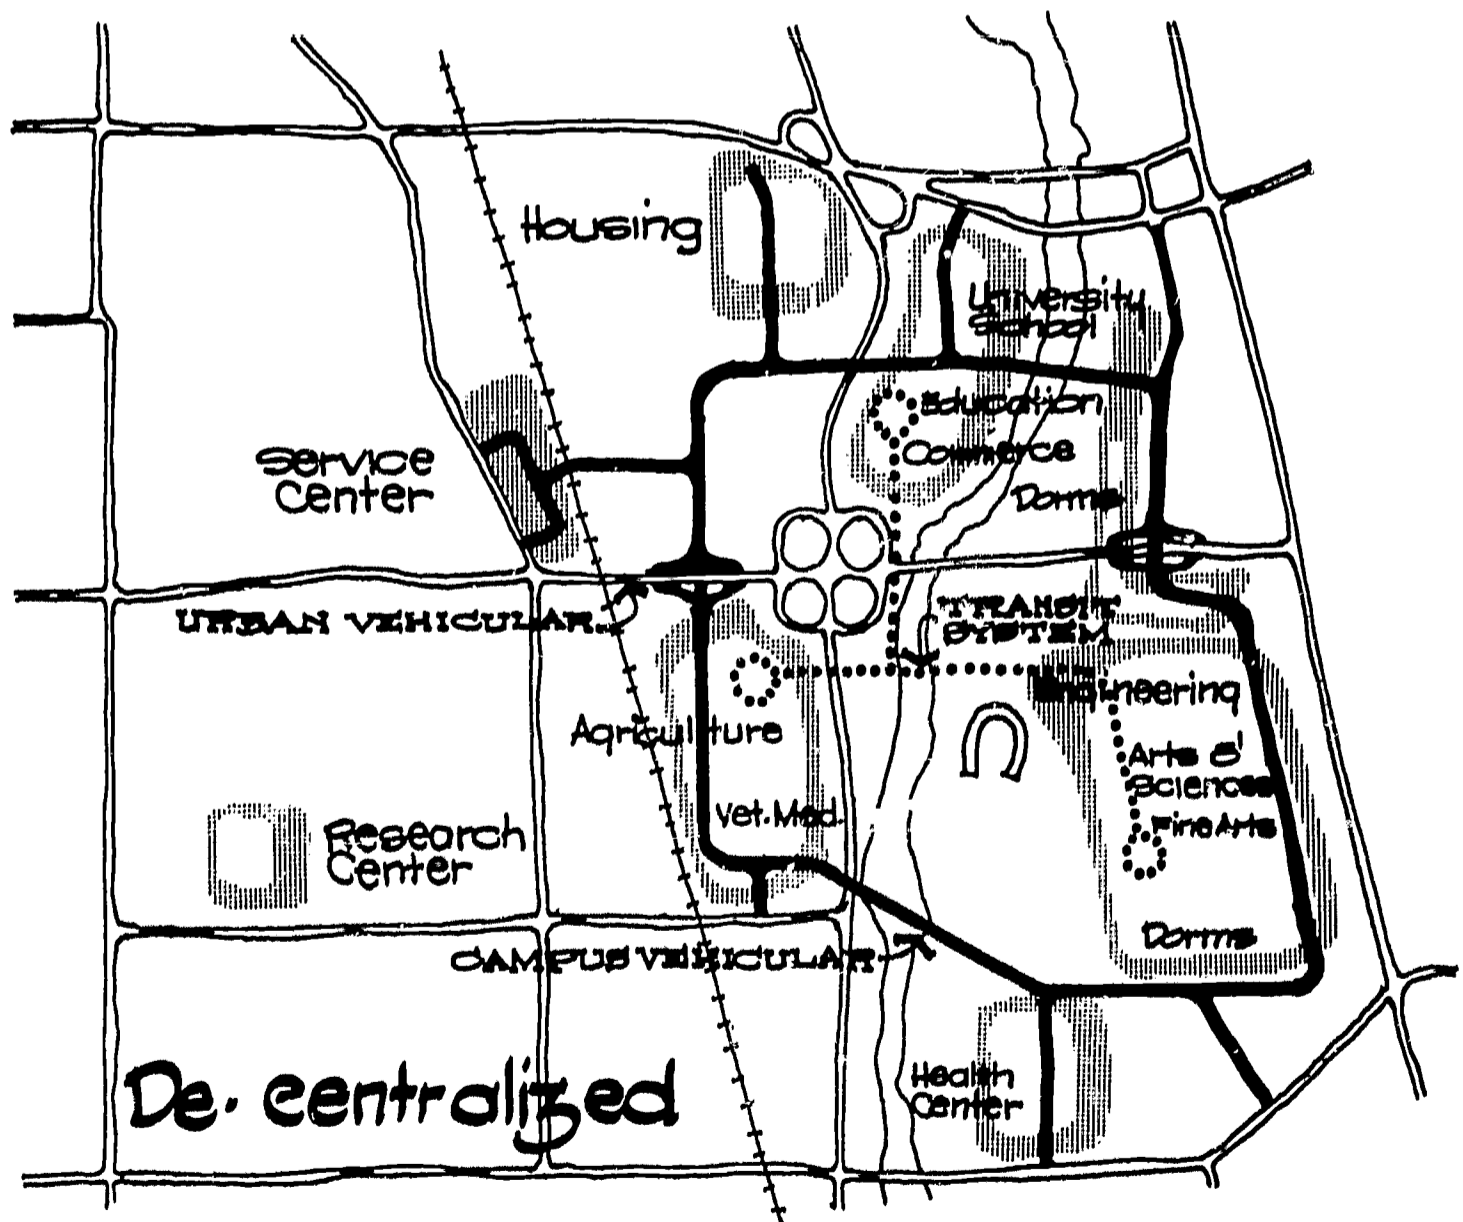 Housing
University
School
Education
Commerce
Dorms
Service
Center
URBAN VEHICULAR
TRANSIT
SYSTEM
Engineering
Agriculture
Arts &
Sciences
Fine Arts
Vet. Med.
Research
Center
Dorms
CAMPUS VEHICULAR
Health
Center
De-centralized